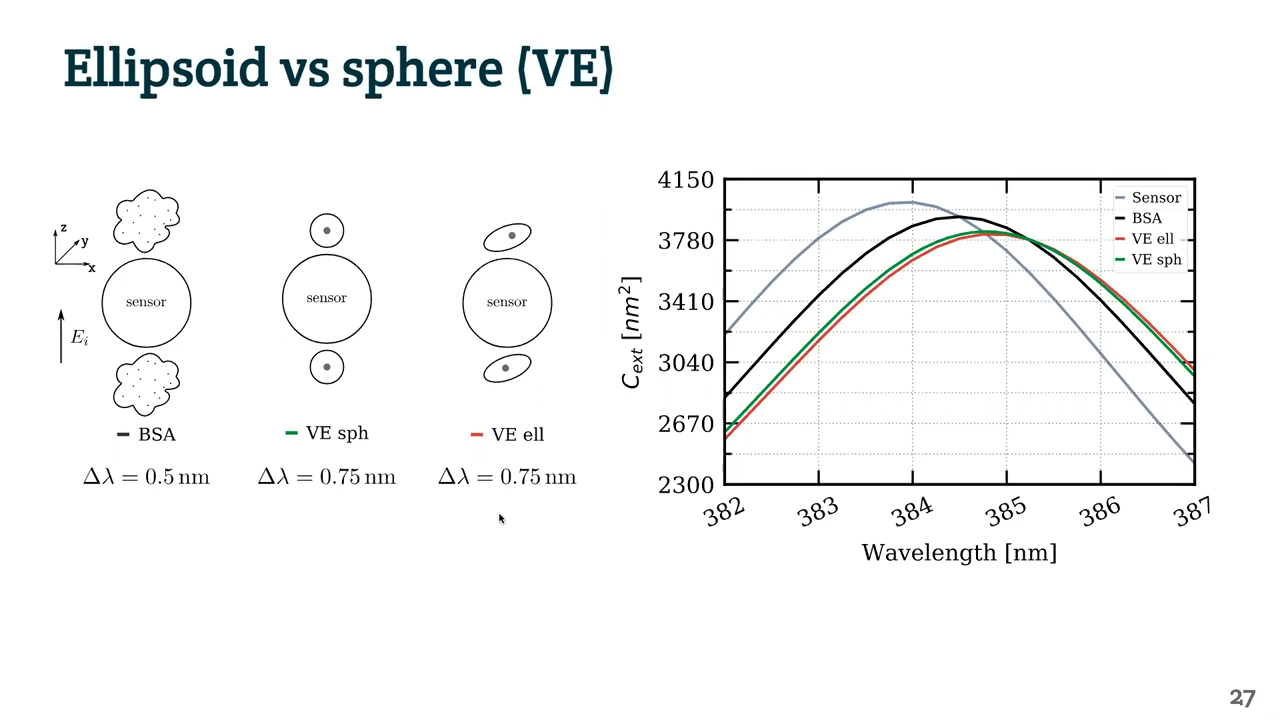 Ellipsoid vs sphere (VE)
z
y
x
E_i
sensor
sensor
sensor
BSA
VE sph
VE ell
Δλ = 0.5 nm
Δλ = 0.75 nm
Δλ = 0.75 nm
C_ext [nm²]
4150
3780
3410
3040
2670
2300
Sensor
BSA
VE ell
VE sph
382
383
384
385
386
387
Wavelength [nm]
27